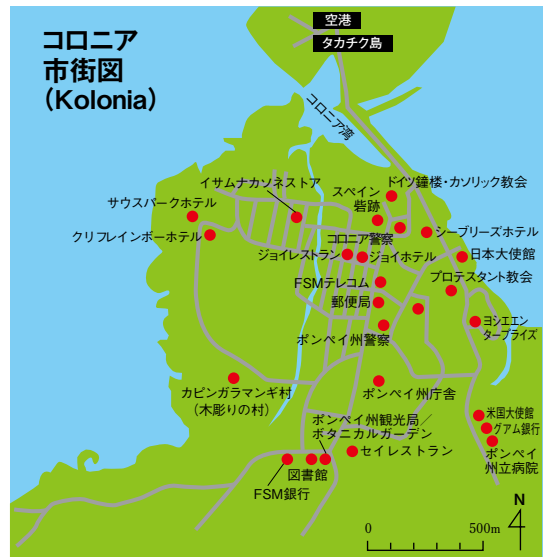 空港
タカチク島
コロニア
市街図
(Kolonia)
コロニア湾
イサムナカソネストア
スペイン
砦跡
ドイツ鐘楼・カソリック教会
サウスパークホテル
クリフレインボーホテル
コロニア警察
シーブリーズホテル
ジョイレストラン
ジョイホテル
日本大使館
プロテスタント教会
FSMテレコム
郵便局
ヨシエエン
タープライズ
ポンペイ州警察
カピンガラマンギ村
(木彫りの村)
ポンペイ州庁舎
米国大使館
グアム銀行
ポンペイ
州立病院
ポンペイ州観光局/
ボタニカルガーデン
セイレストラン
図書館
FSM銀行
N
0 500m